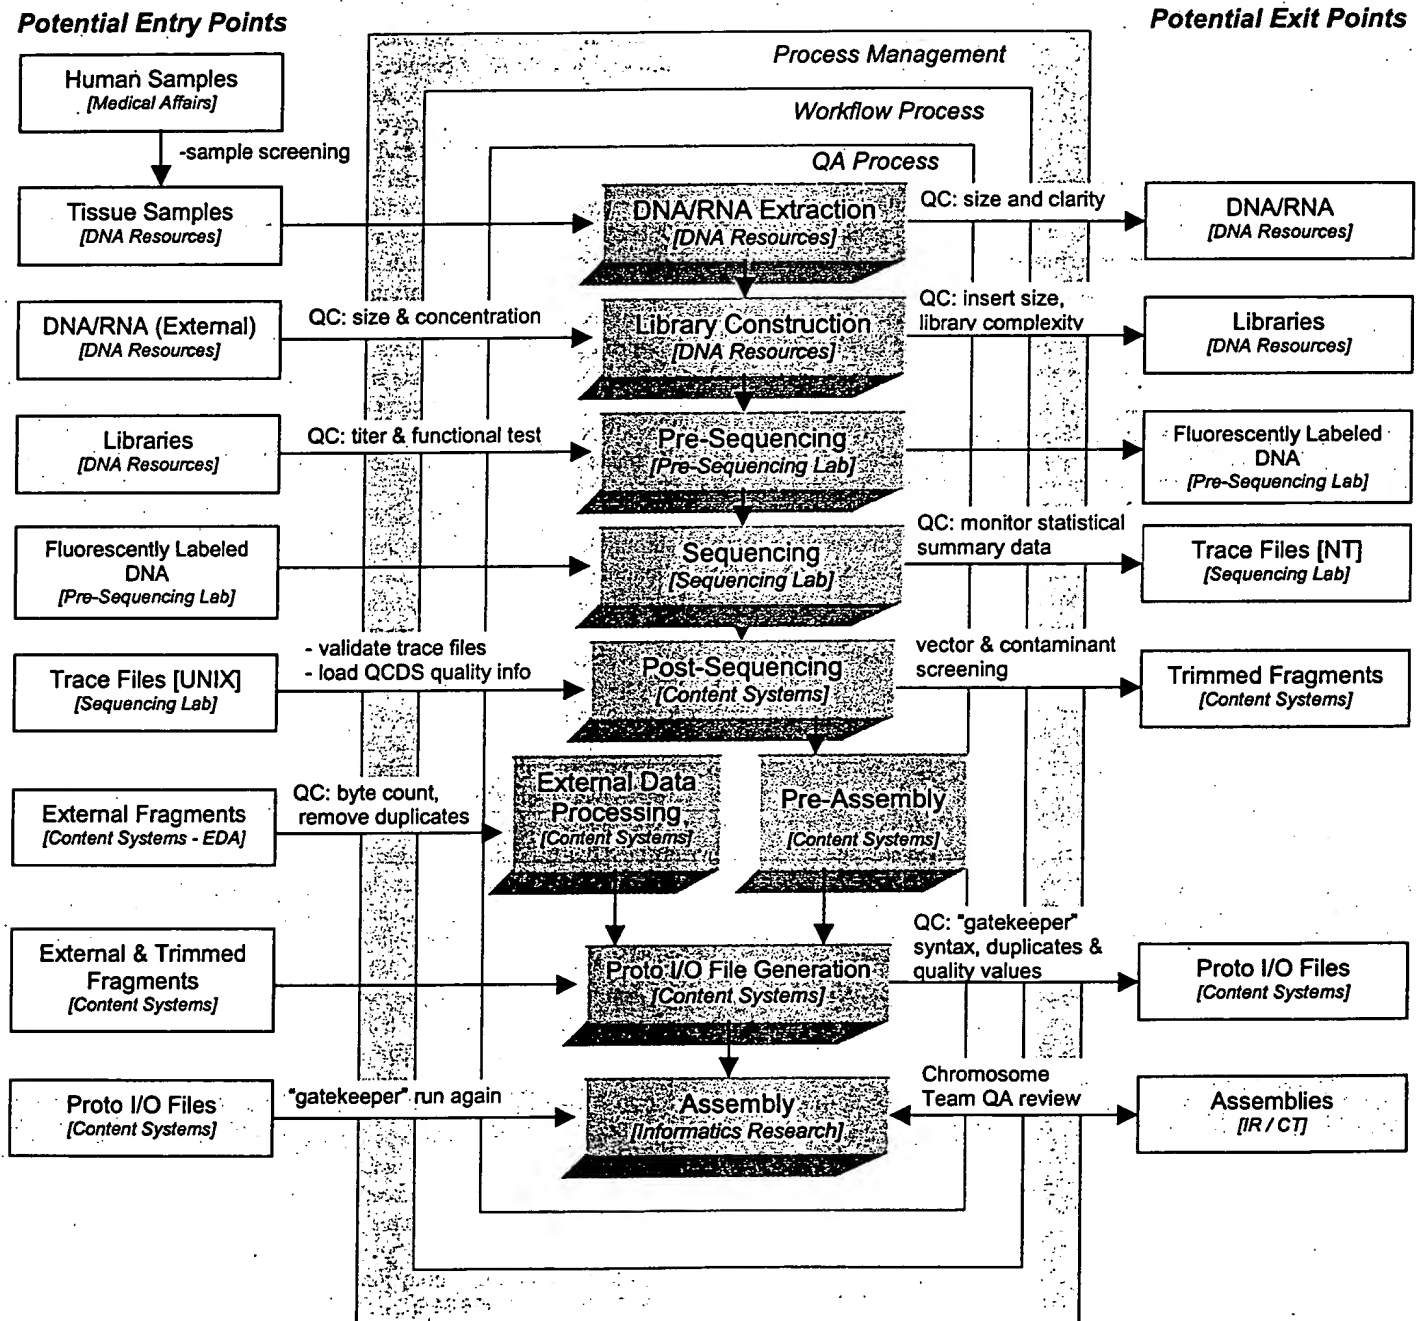 Potential Entry Points
Potential Exit Points
Process Management
Workflow Process
QA Process
Human Samples
[Medical Affairs]
-sample screening
Tissue Samples
[DNA Resources]
DNA/RNA Extraction
[DNA Resources]
QC: size and clarity
DNA/RNA
[DNA Resources]
DNA/RNA (External)
[DNA Resources]
QC: size & concentration
Library Construction
[DNA Resources]
QC: insert size,
library complexity
Libraries
[DNA Resources]
Libraries
[DNA Resources]
QC: titer & functional test
Pre-Sequencing
[Pre-Sequencing Lab]
Fluorescently Labeled
DNA
[Pre-Sequencing Lab]
Fluorescently Labeled
DNA
[Pre-Sequencing Lab]
Sequencing
[Sequencing Lab]
QC: monitor statistical
summary data
Trace Files [NT]
[Sequencing Lab]
Trace Files [UNIX]
[Sequencing Lab]
- validate trace files
- load QCDS quality info
Post-Sequencing
[Content Systems]
vector & contaminant
screening
Trimmed Fragments
[Content Systems]
External Fragments
[Content Systems - EDA]
QC: byte count,
remove duplicates
External Data
Processing
[Content Systems]
Pre-Assembly
[Content Systems]
External & Trimmed
Fragments
[Content Systems]
Proto I/O File Generation
[Content Systems]
QC: "gatekeeper"
syntax, duplicates &
quality values
Proto I/O Files
[Content Systems]
Proto I/O Files
[Content Systems]
"gatekeeper" run again
Assembly
[Informatics Research]
Chromosome
Team QA review
Assemblies
[IR / CT]